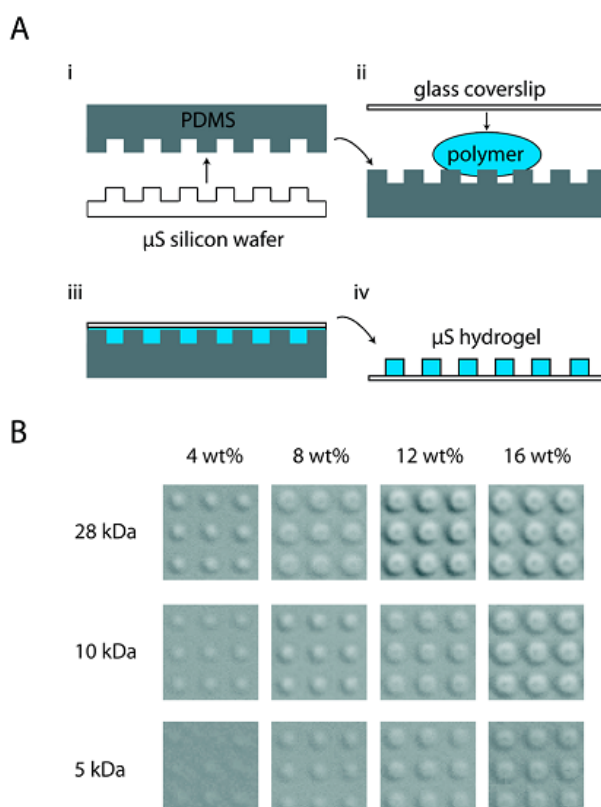 A
i
ii
PDMS
µS silicon wafer
glass coverslip
polymer
iii
iv
µS hydrogel
B
4 wt% 8 wt% 12 wt% 16 wt%
28 kDa
10 kDa
5 kDa